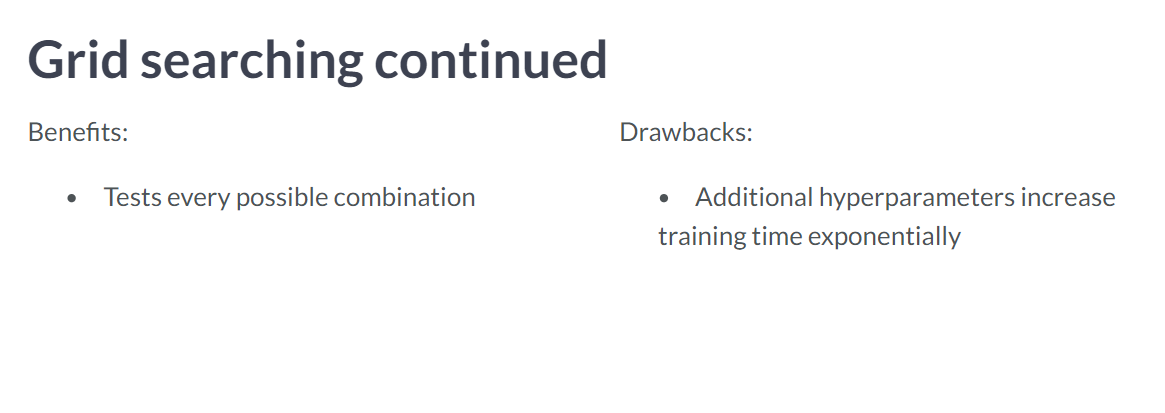 Grid searching continued
Benefits:
• Tests every possible combination
Drawbacks:
• Additional hyperparameters increase
training time exponentially